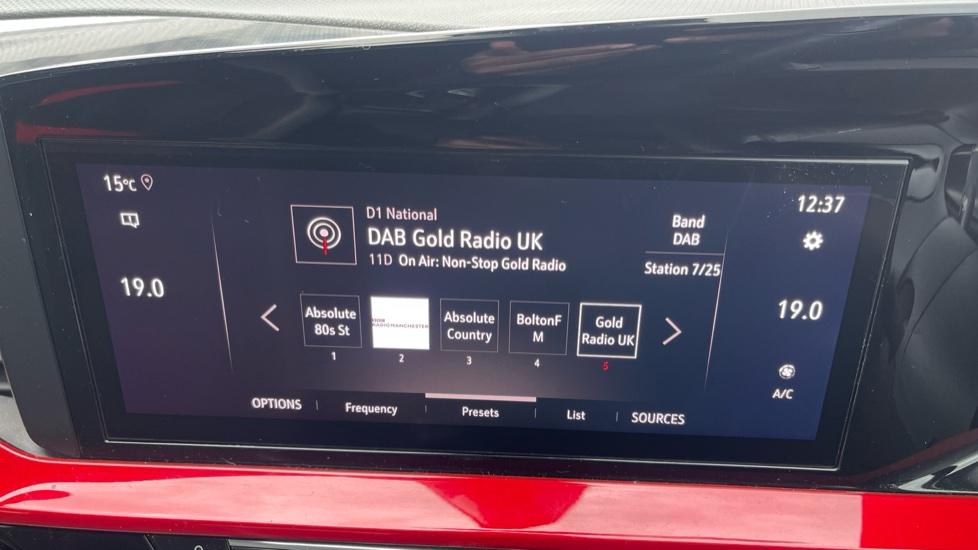 15°C
12:37
D1 National
DAB Gold Radio UK
11D On Air: Non-Stop Gold Radio
Band
DAB
Station 7/25
19.0
19.0
Absolute
80s St
1
RADIO MANCHESTER
2
Absolute
Country
3
BoltonF
M
4
Gold
Radio UK
5
A/C
OPTIONS
Frequency
Presets
List
SOURCES